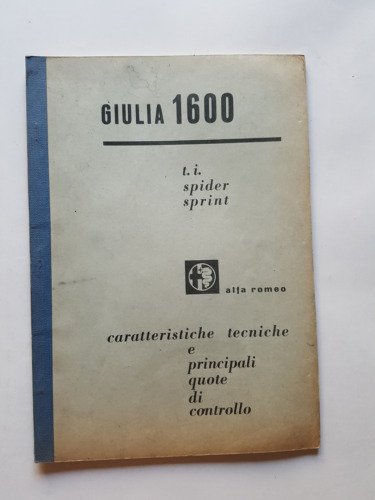 GIULIA 1600
t. i.
spider
sprint
alfa romeo
caratteristiche tecniche
e
principali
quote
di
controllo